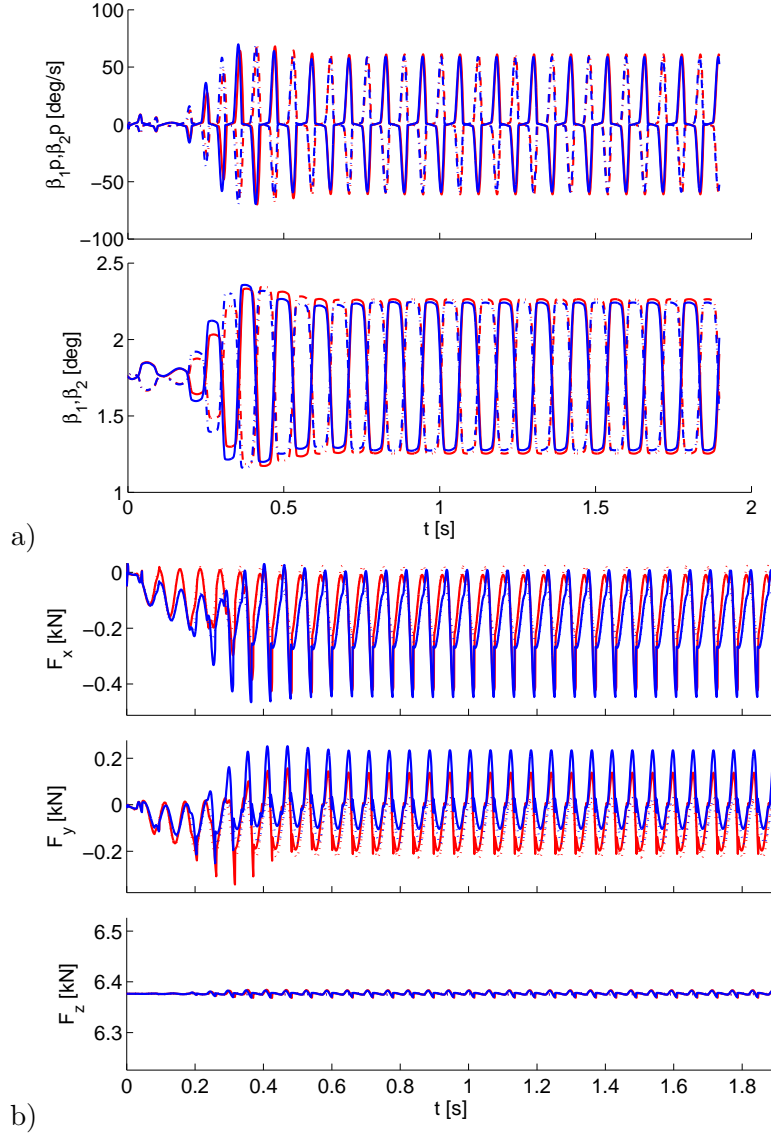 100
50
0
−50
−100
β₁p,β₂p [deg/s]
2.5
2
1.5
1
β₁,β₂ [deg]
0 0.5 1 1.5 2
t [s]
a)
0
−0.2
−0.4
Fₓ [kN]
0.2
0
−0.2
F_y [kN]
6.5
6.4
6.3
F_z [kN]
0 0.2 0.4 0.6 0.8 1 1.2 1.4 1.6 1.8
t [s]
b)